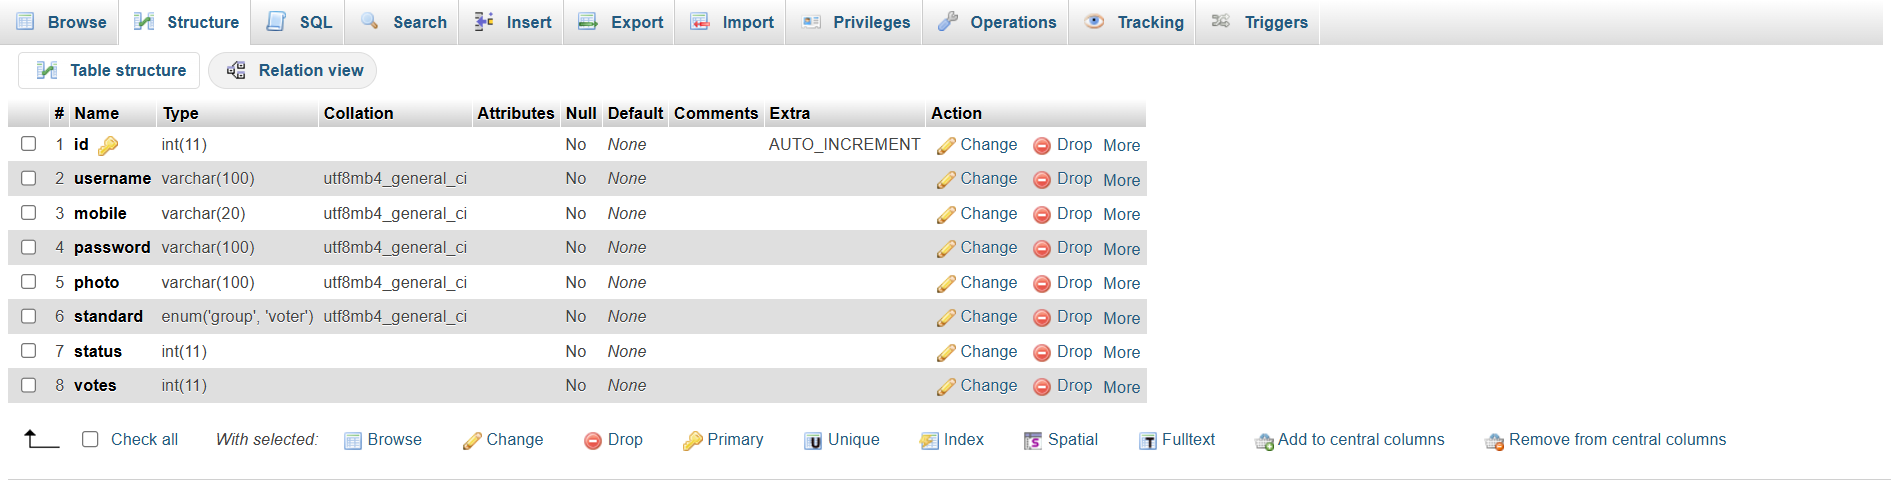 Browse Structure SQL Search Insert Export Import Privileges Operations Tracking Triggers
Table structure Relation view
# Name Type Collation Attributes Null Default Comments Extra Action
1 id int(11) No None AUTO_INCREMENT Change Drop More
2 username varchar(100) utf8mb4_general_ci No None Change Drop More
3 mobile varchar(20) utf8mb4_general_ci No None Change Drop More
4 password varchar(100) utf8mb4_general_ci No None Change Drop More
5 photo varchar(100) utf8mb4_general_ci No None Change Drop More
6 standard enum('group', 'voter') utf8mb4_general_ci No None Change Drop More
7 status int(11) No None Change Drop More
8 votes int(11) No None Change Drop More
Check all With selected: Browse Change Drop Primary Unique Index Spatial Fulltext Add to central columns Remove from central columns